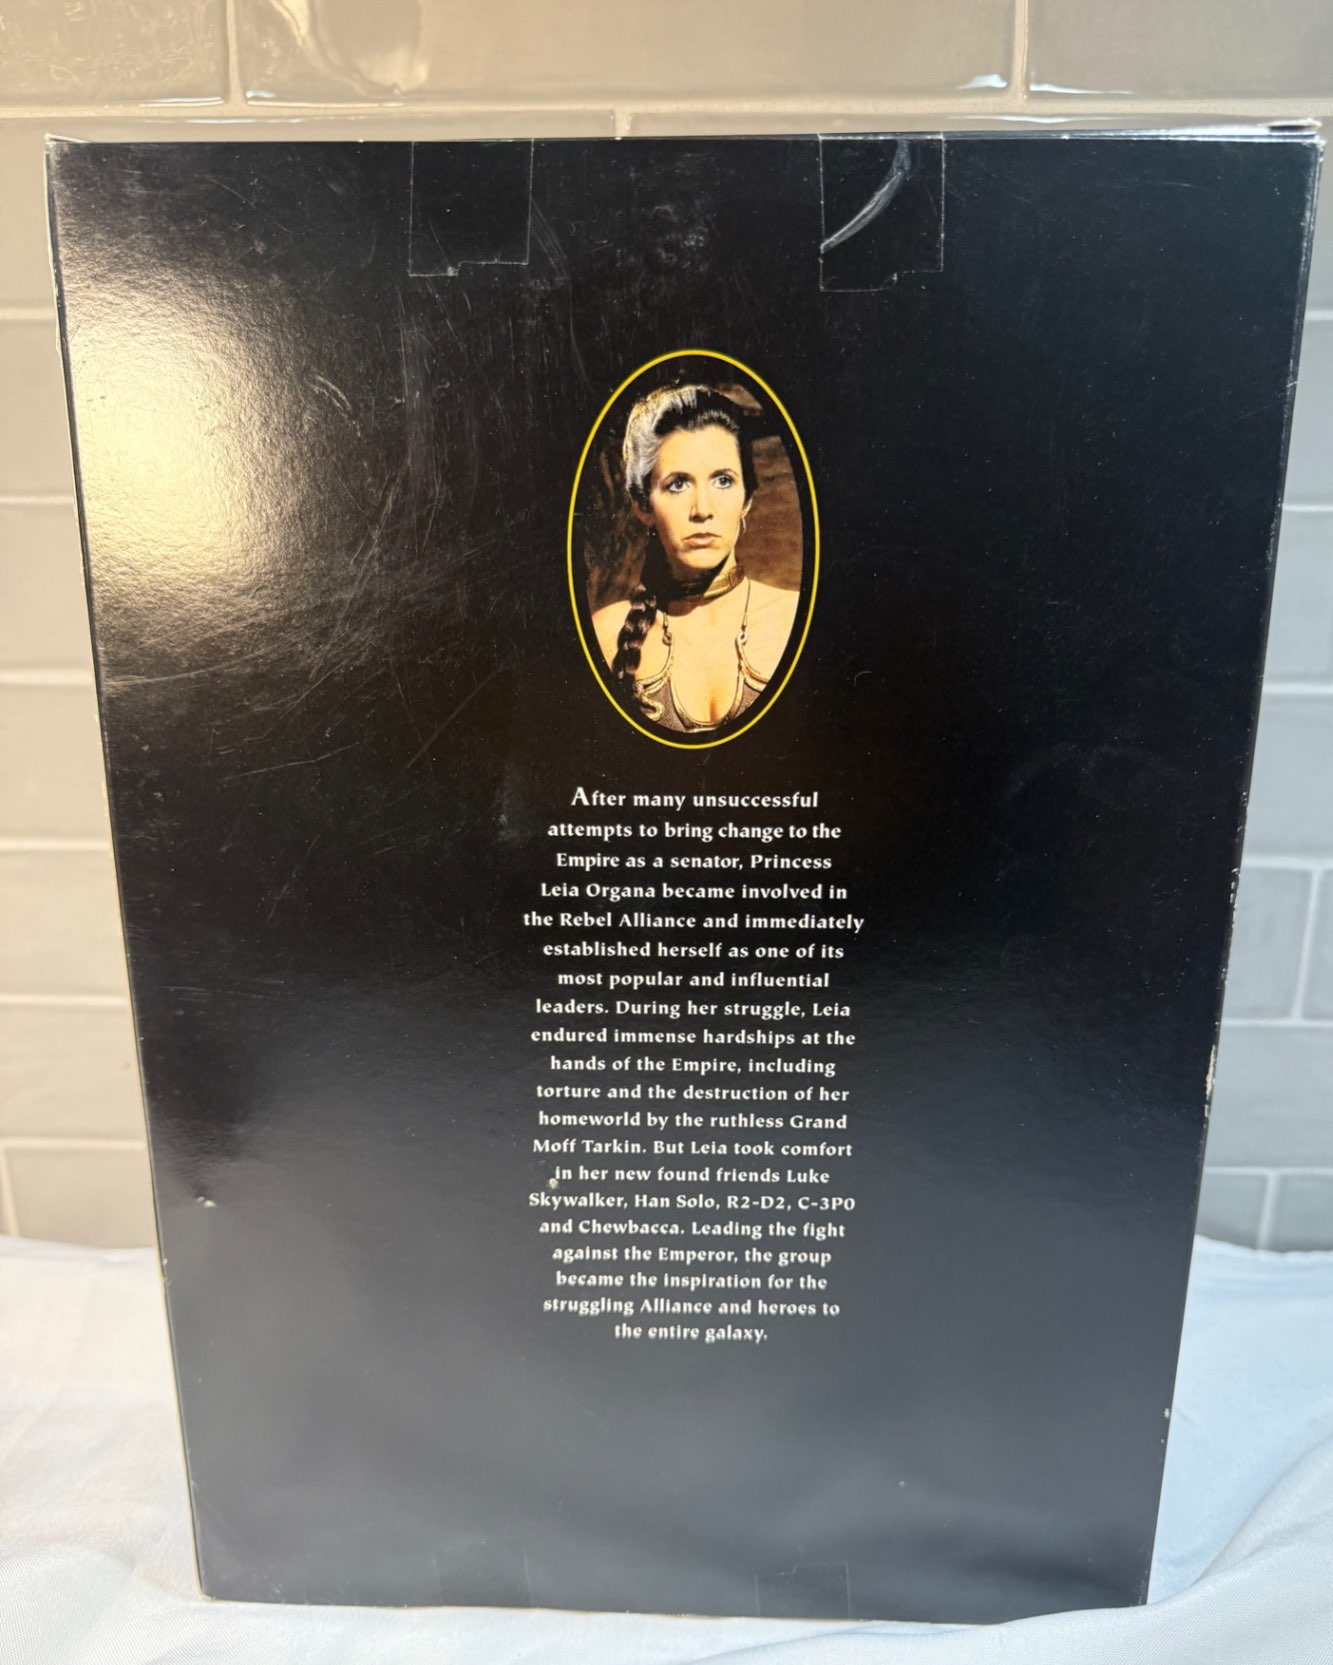 After many unsuccessful
attempts to bring change to the
Empire as a senator, Princess
Leia Organa became involved in
the Rebel Alliance and immediately
established herself as one of its
most popular and influential
leaders. During her struggle, Leia
endured immense hardships at the
hands of the Empire, including
torture and the destruction of her
homeworld by the ruthless Grand
Moff Tarkin. But Leia took comfort
in her new found friends Luke
Skywalker, Han Solo, R2-D2, C-3PO
and Chewbacca. Leading the fight
against the Emperor, the group
became the inspiration for the
struggling Alliance and heroes to
the entire galaxy.